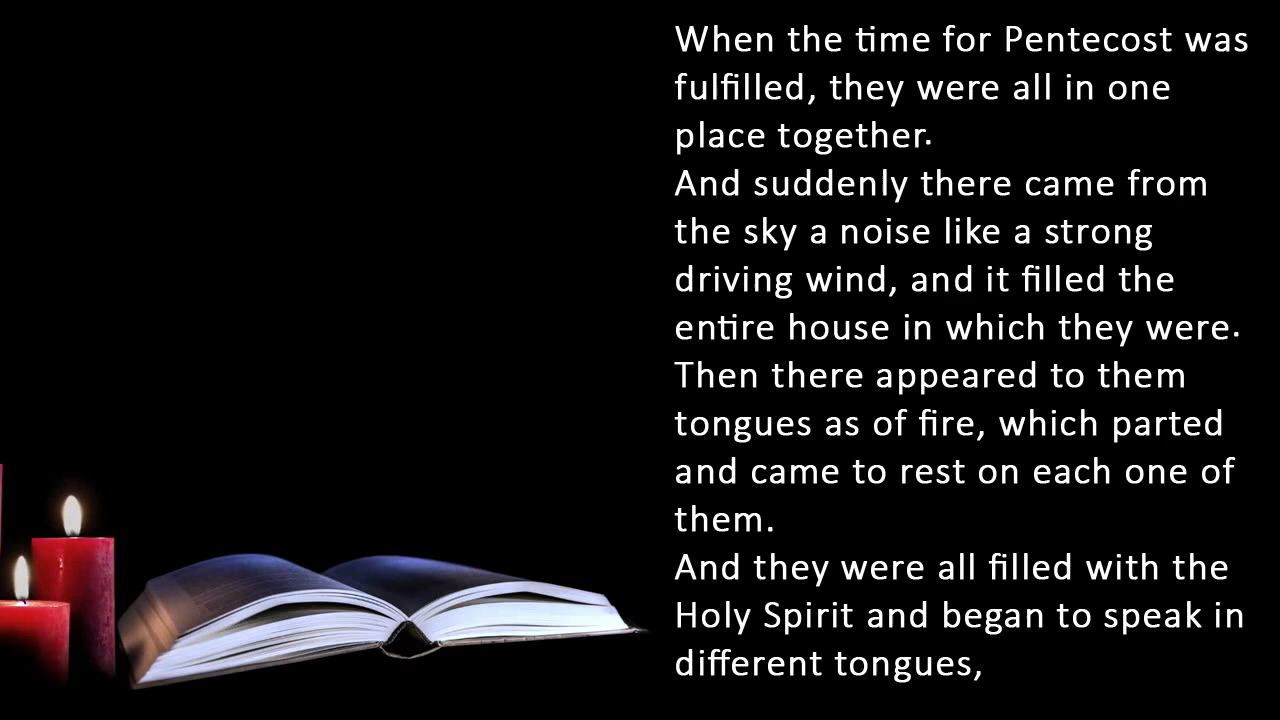 When the time for Pentecost was
fulfilled, they were all in one
place together.
And suddenly there came from
the sky a noise like a strong
driving wind, and it filled the
entire house in which they were.
Then there appeared to them
tongues as of fire, which parted
and came to rest on each one of
them.
And they were all filled with the
Holy Spirit and began to speak in
different tongues,